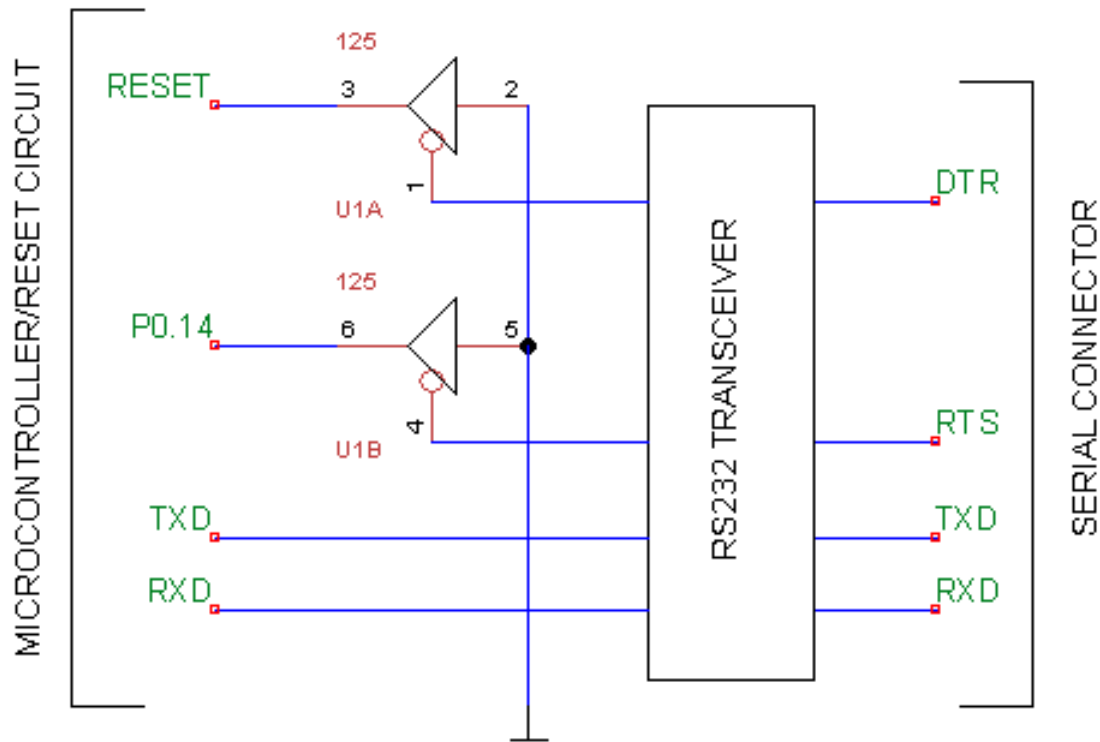 MICROCONTROLLER/RESET CIRCUIT
125
RESET
3
2
1
U1A
DTR
125
P0.14
6
5
4
U1B
RTS
TXD
TXD
RXD
RXD
RS232 TRANSCEIVER
SERIAL CONNECTOR